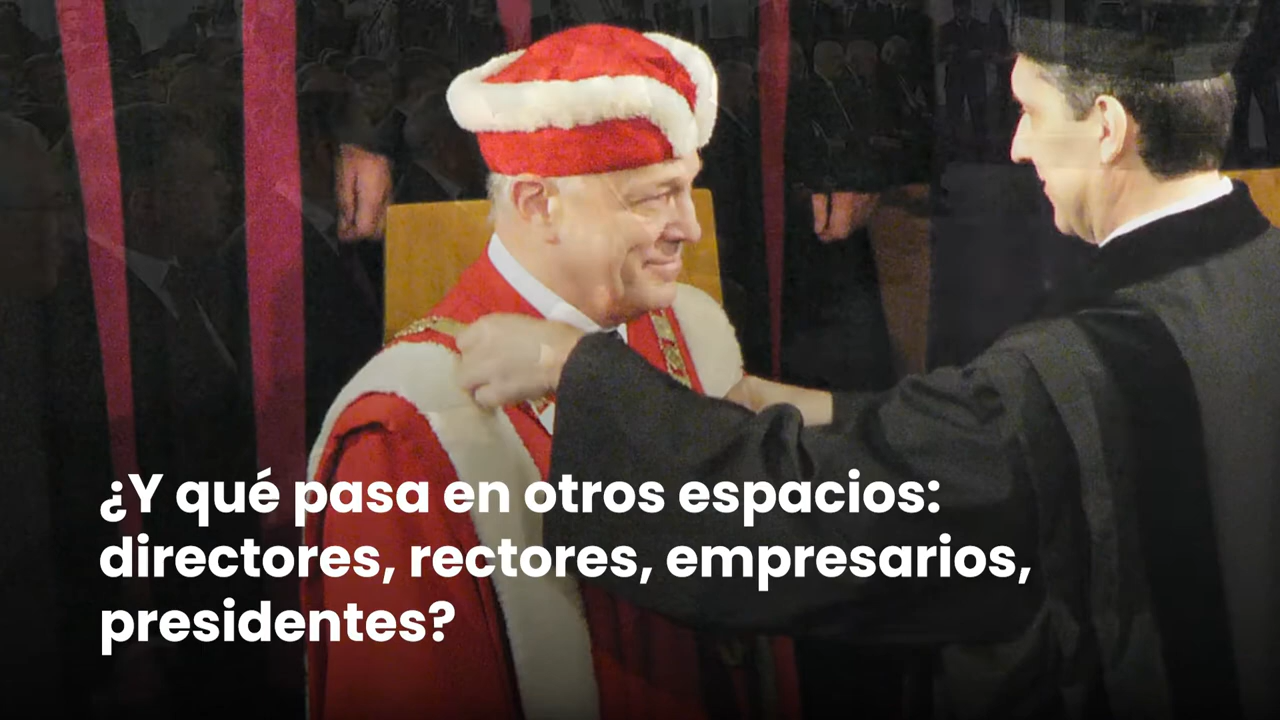 ¿Y qué pasa en otros espacios:
directores, rectores, empresarios,
presidentes?